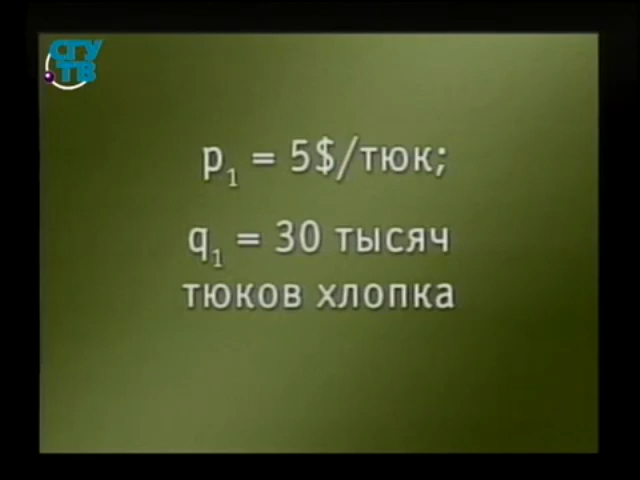 СГУ
ТВ
p₁ = 5$/тюк;
q₁ = 30 тысяч
тюков хлопка